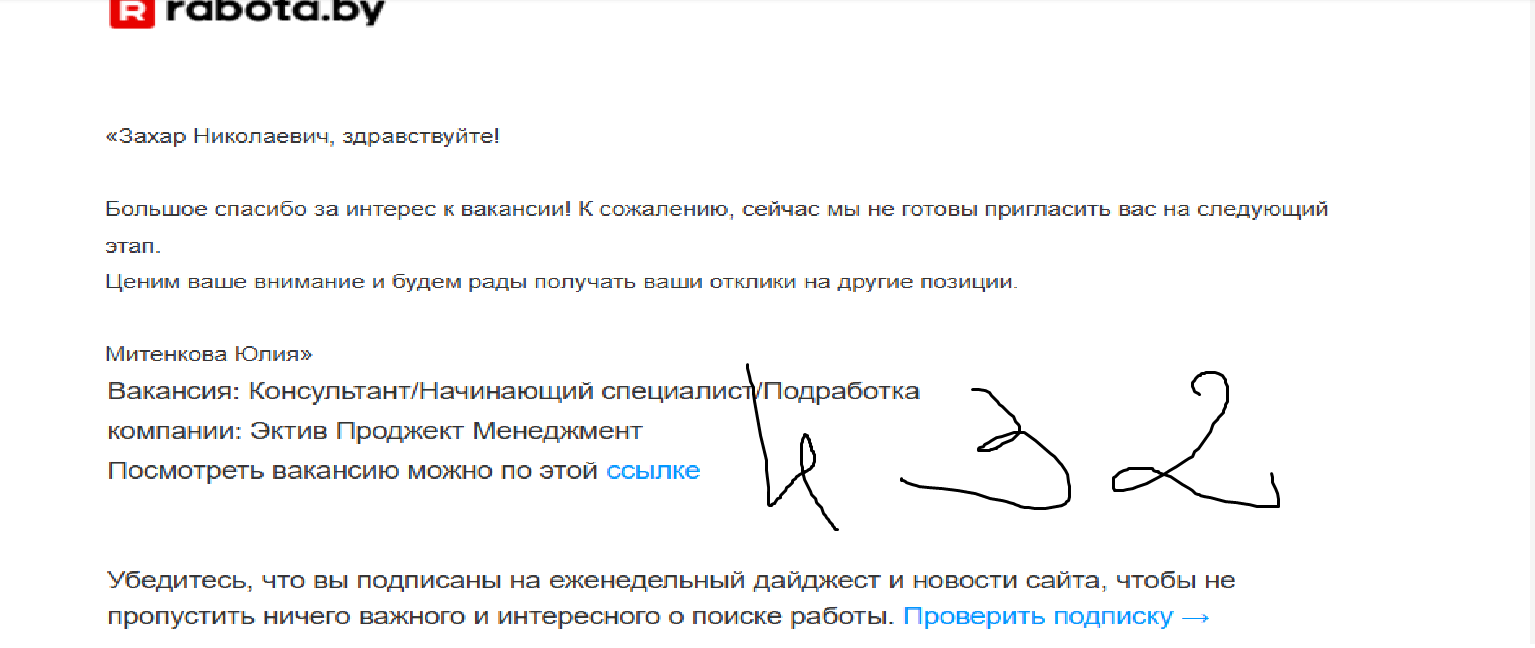 rabota.by
«Захар Николаевич, здравствуйте!
Большое спасибо за интерес к вакансии! К сожалению, сейчас мы не готовы пригласить вас на следующий
этап.
Ценим ваше внимание и будем рады получать ваши отклики на другие позиции.
Митенкова Юлия»
Вакансия: Консультант/Начинающий специалист/Подработка
компании: Эктив Проджект Менеджмент
Посмотреть вакансию можно по этой ссылке
32
Убедитесь, что вы подписаны на еженедельный дайджест и новости сайта, чтобы не
пропустить ничего важного и интересного о поиске работы. Проверить подписку →